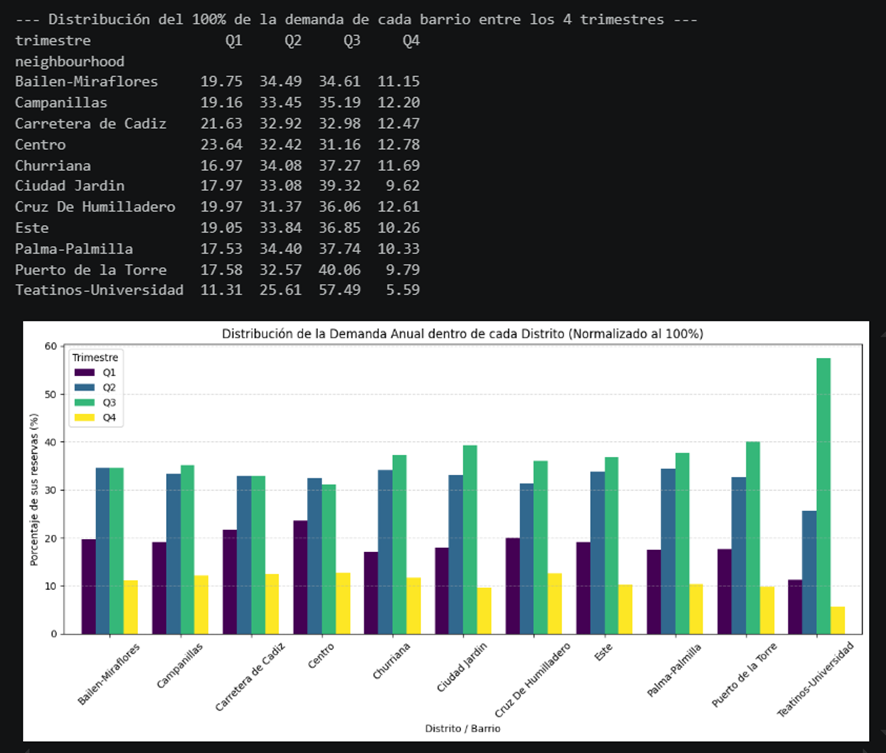 --- Distribución del 100% de la demanda de cada barrio entre los 4 trimestres ---
trimestre Q1 Q2 Q3 Q4
neighbourhood
Bailen-Miraflores 19.75 34.49 34.61 11.15
Campanillas 19.16 33.45 35.19 12.20
Carretera de Cadiz 21.63 32.92 32.98 12.47
Centro 23.64 32.42 31.16 12.78
Churriana 16.97 34.08 37.27 11.69
Ciudad Jardin 17.97 33.08 39.32 9.62
Cruz De Humilladero 19.97 31.37 36.06 12.61
Este 19.05 33.84 36.85 10.26
Palma-Palmilla 17.53 34.40 37.74 10.33
Puerto de la Torre 17.58 32.57 40.06 9.79
Teatinos-Universidad 11.31 25.61 57.49 5.59
Distribución de la Demanda Anual dentro de cada Distrito (Normalizado al 100%)
Trimestre
Q1
Q2
Q3
Q4
Porcentaje de sus reservas (%)
60
50
40
30
20
10
0
Bailen-Miraflores
Campanillas
Carretera de Cadiz
Centro
Churriana
Ciudad Jardin
Cruz De Humilladero
Este
Palma-Palmilla
Puerto de la Torre
Teatinos-Universidad
Distrito / Barrio